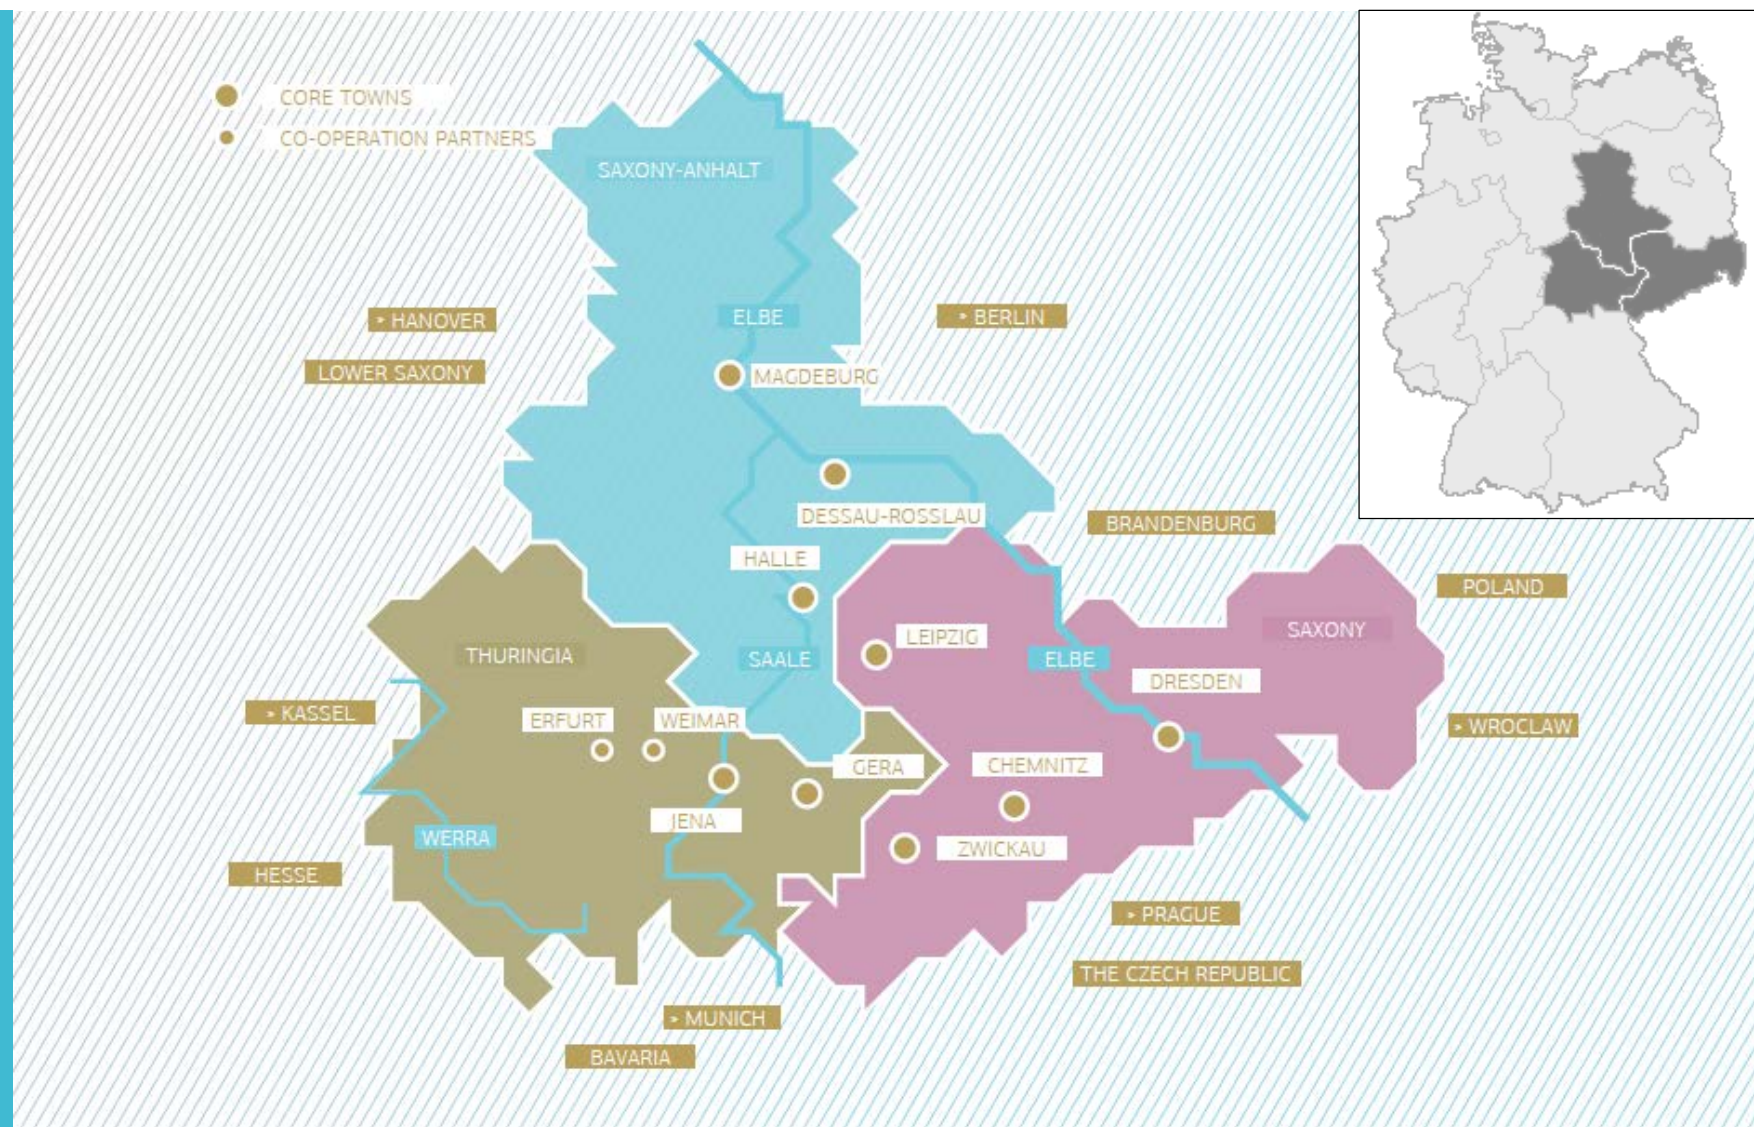 CORE TOWNS
CO-OPERATION PARTNERS
SAXONY-ANHALT
» HANOVER
ELBE
» BERLIN
LOWER SAXONY
MAGDEBURG
DESSAU-ROSSLAU
BRANDENBURG
HALLE
POLAND
LEIPZIG
SAXONY
THURINGIA
SAALE
ELBE
DRESDEN
» KASSEL
ERFURT
WEIMAR
» WROCLAW
GERA
CHEMNITZ
JENA
WERRA
ZWICKAU
HESSE
» PRAGUE
THE CZECH REPUBLIC
» MUNICH
BAVARIA